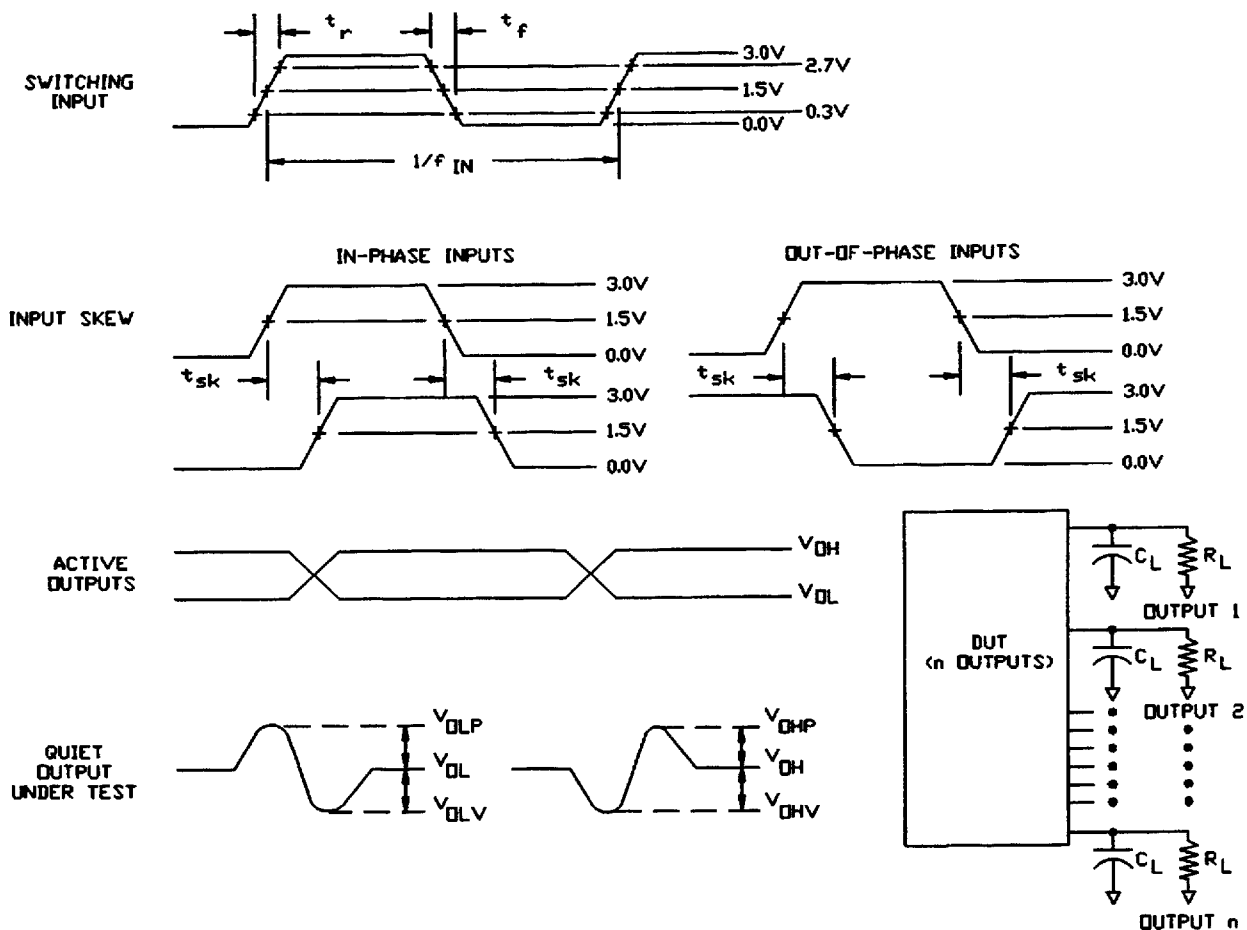 t_r
t_f
3.0V
2.7V
SWITCHING
INPUT
1.5V
0.3V
0.0V
1/f_IN
IN-PHASE INPUTS
OUT-OF-PHASE INPUTS
3.0V
3.0V
INPUT SKEW
1.5V
1.5V
0.0V
0.0V
t_sk
t_sk
t_sk
t_sk
3.0V
3.0V
1.5V
1.5V
0.0V
0.0V
ACTIVE
OUTPUTS
V_OH
V_OL
C_L
R_L
OUTPUT 1
DUT
(n OUTPUTS)
C_L
R_L
OUTPUT 2
QUIET
OUTPUT
UNDER TEST
V_OLP
V_OL
V_OLV
V_OHP
V_OH
V_OHV
C_L
R_L
OUTPUT n